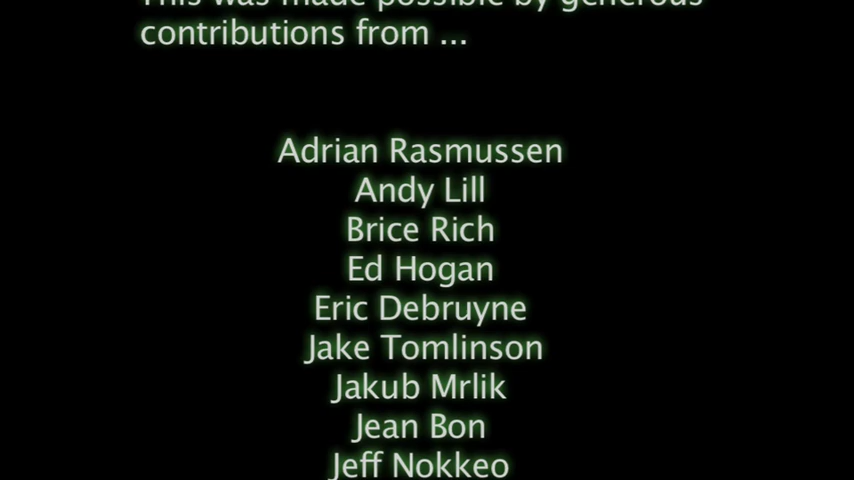 This was made possible by generous
contributions from ...
Adrian Rasmussen
Andy Lill
Brice Rich
Ed Hogan
Eric Debruyne
Jake Tomlinson
Jakub Mrlik
Jean Bon
Jeff Nokkeo